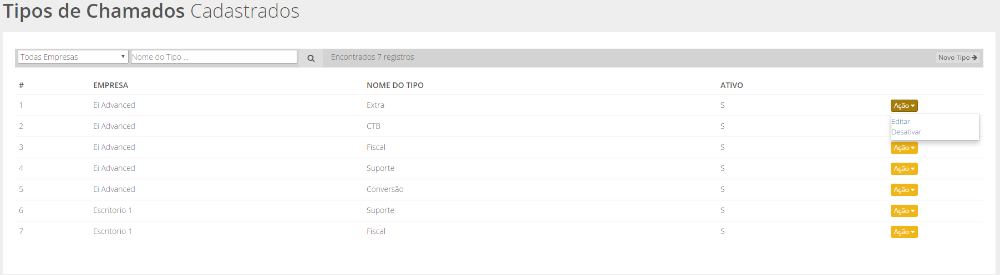 Tipos de Chamados Cadastrados
Todas Empresas Nome do Tipo ... Encontrados 7 registros Novo Tipo
# EMPRESA NOME DO TIPO ATIVO
1 Ei Advanced Extra S Ação
Editar
2 Ei Advanced CTB S
Desativar
3 Ei Advanced Fiscal S Ação
4 Ei Advanced Suporte S Ação
5 Ei Advanced Conversão S Ação
6 Escritorio 1 Suporte S Ação
7 Escritorio 1 Fiscal S Ação